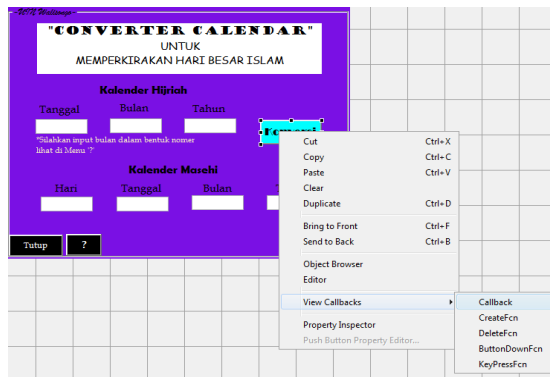 "CONVERTER CALENDAR"
UNTUK
MEMPERKIRAKAN HARI BESAR ISLAM
Kalender Hijriah
Tanggal Bulan Tahun
*Silahkan input bulan dalam bentuk nomer
lihat di Menu '?'
Kalender Masehi
Hari Tanggal Bulan
Tutup ?
Cut Ctrl+X
Copy Ctrl+C
Paste Ctrl+V
Clear
Duplicate Ctrl+D
Bring to Front Ctrl+F
Send to Back Ctrl+B
Object Browser
Editor
View Callbacks
Property Inspector
Push Button Property Editor...
Callback
CreateFcn
DeleteFcn
ButtonDownFcn
KeyPressFcn